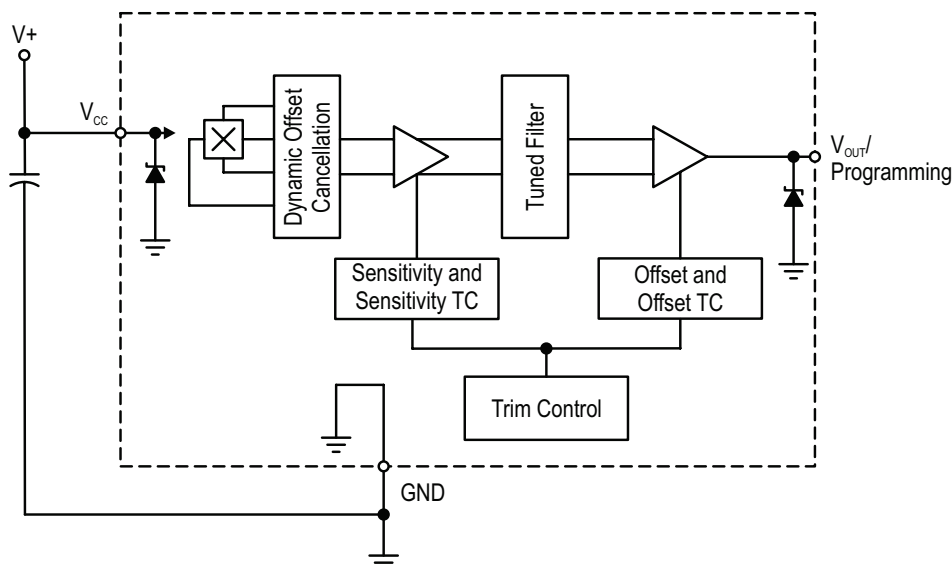 V+
VCC
Dynamic Offset
Cancellation
Tuned Filter
VOUT/
Programming
Sensitivity and
Sensitivity TC
Offset and
Offset TC
Trim Control
GND